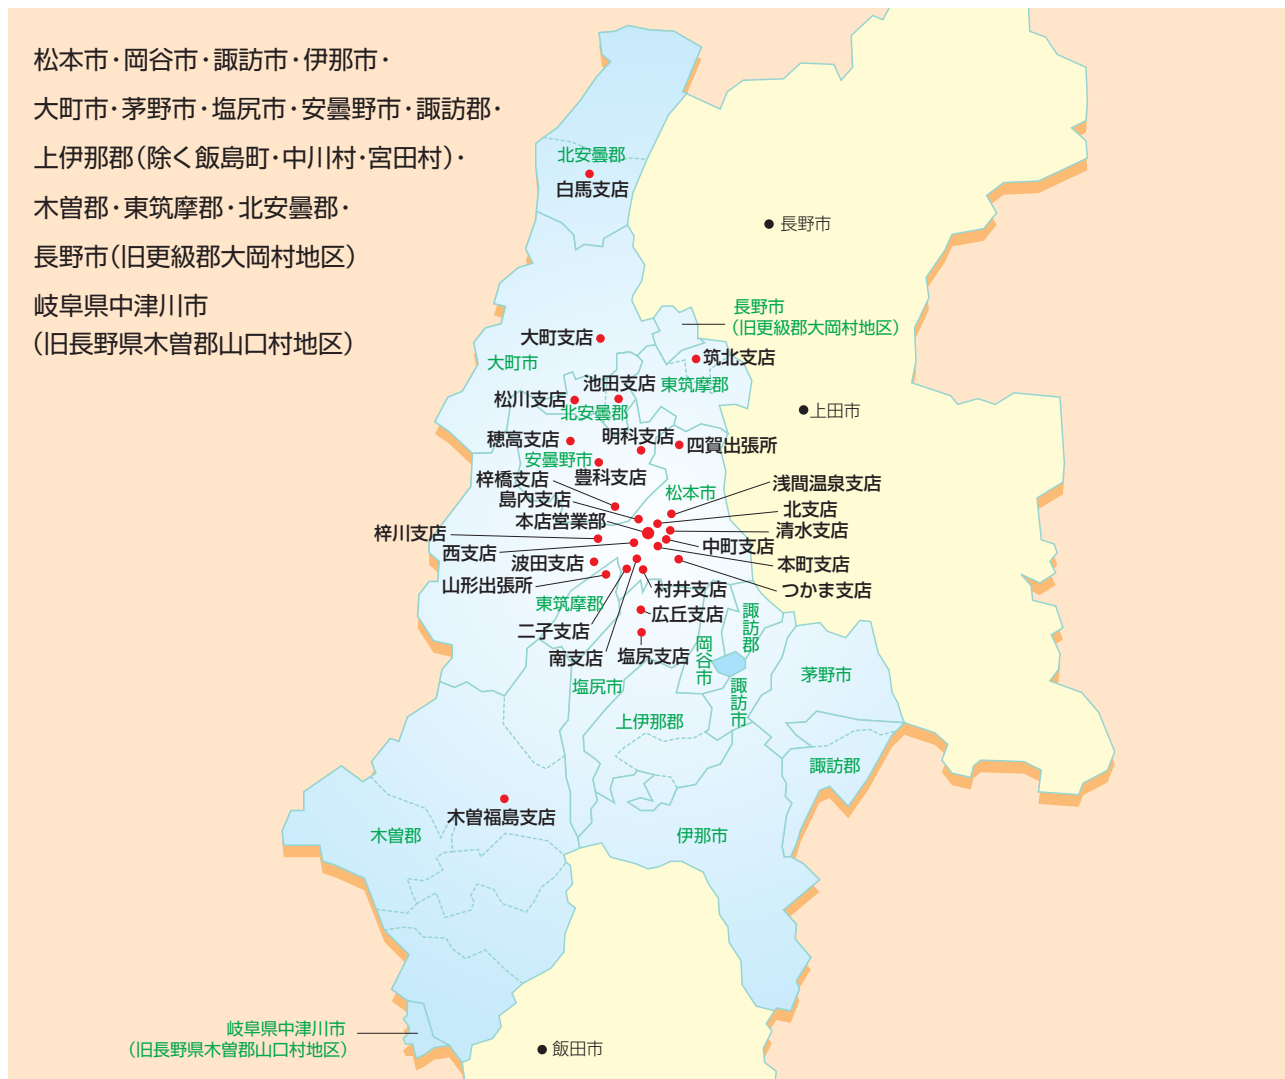 松本市・岡谷市・諏訪市・伊那市・
大町市・茅野市・塩尻市・安曇野市・諏訪郡・
上伊那郡（除く飯島町・中川村・宮田村）・
木曽郡・東筑摩郡・北安曇郡・
長野市（旧更級郡大岡村地区）
岐阜県中津川市
（旧長野県木曽郡山口村地区）
北安曇郡
白馬支店
長野市
長野市
（旧更級郡大岡村地区）
大町支店
大町市
筑北支店
池田支店
東筑摩郡
松川支店
北安曇郡
上田市
穂高支店
明科支店
四賀出張所
安曇野市
豊科支店
梓橋支店
松本市
浅間温泉支店
島内支店
北支店
本店営業部
清水支店
梓川支店
中町支店
西支店
波田支店
本町支店
山形出張所
村井支店
つかま支店
東筑摩郡
広丘支店
諏訪郡
二子支店
南支店
塩尻支店
岡谷市
塩尻市
諏訪市
茅野市
上伊那郡
諏訪郡
木曽福島支店
木曽郡
伊那市
岐阜県中津川市
（旧長野県木曽郡山口村地区）
飯田市